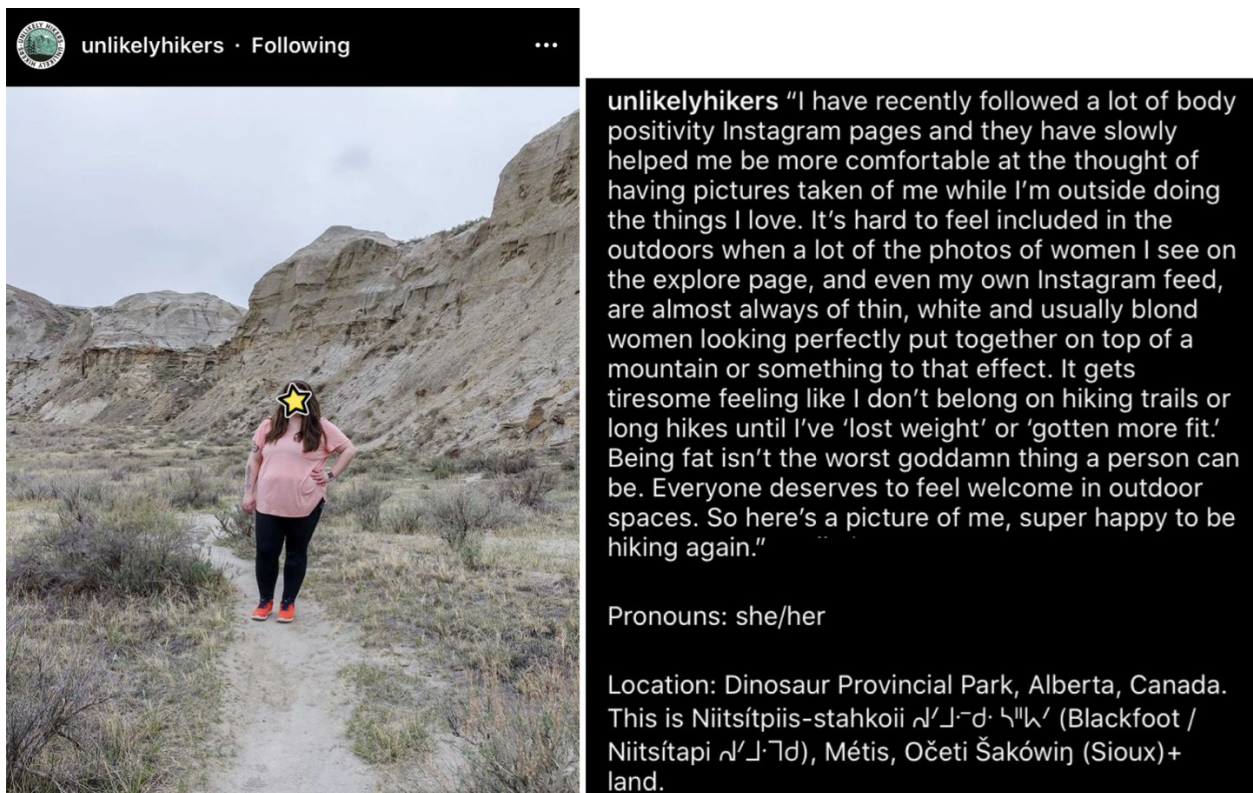 UNLIKELY HIKERS · UNLIKELY HIKERS
unlikelyhikers · Following
unlikelyhikers “I have recently followed a lot of body
positivity Instagram pages and they have slowly
helped me be more comfortable at the thought of
having pictures taken of me while I’m outside doing
the things I love. It’s hard to feel included in the
outdoors when a lot of the photos of women I see on
the explore page, and even my own Instagram feed,
are almost always of thin, white and usually blond
women looking perfectly put together on top of a
mountain or something to that effect. It gets
tiresome feeling like I don’t belong on hiking trails or
long hikes until I’ve ‘lost weight’ or ‘gotten more fit.’
Being fat isn’t the worst goddamn thing a person can
be. Everyone deserves to feel welcome in outdoor
spaces. So here’s a picture of me, super happy to be
hiking again.”
Pronouns: she/her
Location: Dinosaur Provincial Park, Alberta, Canada.
This is Niitsítpiis-stahkoii (Blackfoot /
Niitsítapi), Métis, Očeti Šakówiŋ (Sioux)+
land.